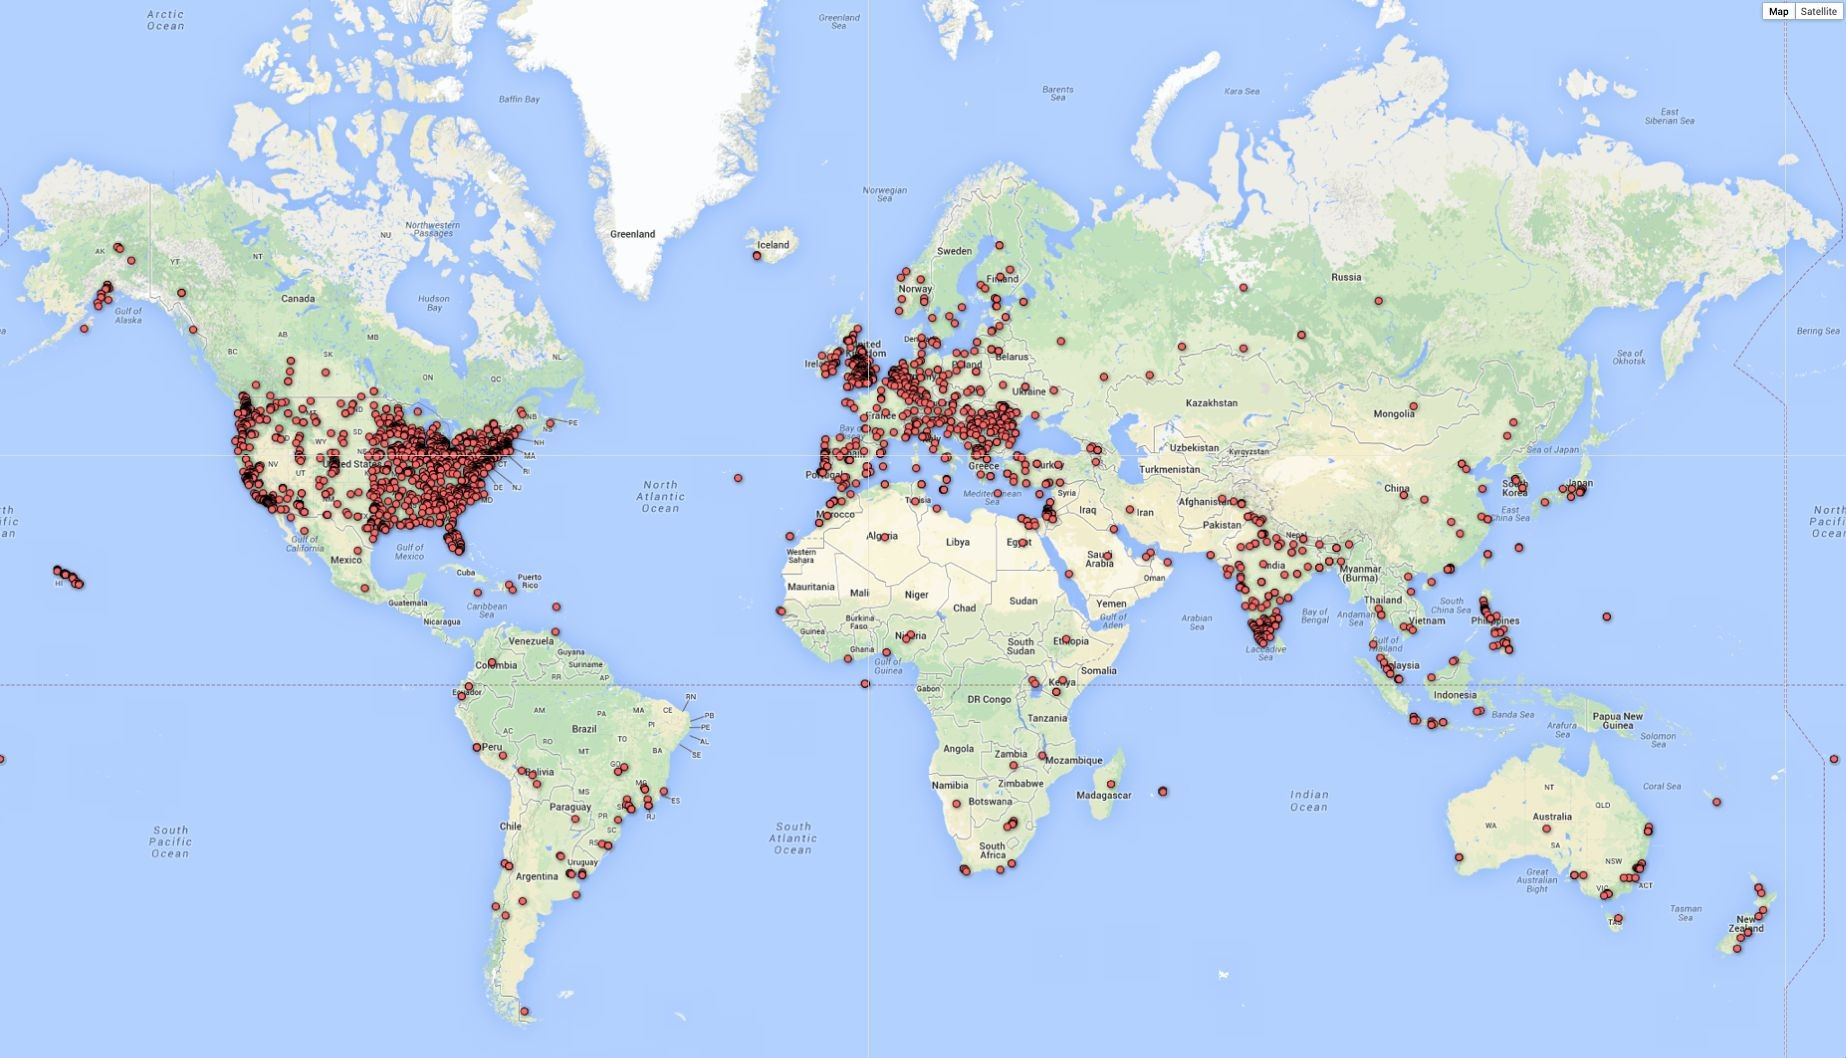 Map
Satellite
Arctic
Ocean
Greenland
Sea
Barents
Sea
Kara Sea
East
Siberian Sea
Baffin Bay
Norwegian
Sea
NU
Northwestern
Passages
Greenland
Iceland
AK
YT
NT
Sweden
Finland
Norway
Russia
Canada
Hudson
Bay
Gulf of
Alaska
Bering Sea
Sea of
Okhotsk
AB
MB
SK
BC
ON
QC
NL
NB
PE
NH
MA
RI
CT
NJ
DE
MD
United
Kingdom
Belarus
Ukraine
France
Kazakhstan
Mongolia
WY
SD
NV
UT
United States
Portugal
Greece
Uzbekistan
Kyrgyzstan
Turkmenistan
Sea of Japan
Japan
South
Korea
China
East
China Sea
North
Atlantic
Ocean
Mediterranean
Sea
Syria
Iraq
Iran
Afghanistan
Pakistan
Nepal
Morocco
Algeria
Libya
Egypt
Western
Sahara
Saudi
Arabia
Oman
India
Myanmar
(Burma)
Gulf of
California
Gulf of
Mexico
Mexico
Cuba
Puerto
Rico
HI
Guatemala
Caribbean
Sea
Nicaragua
Mauritania
Mali
Niger
Chad
Sudan
Yemen
Gulf of
Aden
Arabian
Sea
Bay of
Bengal
Andaman
Sea
Thailand
Vietnam
South
China Sea
Philippines
Gulf of
Thailand
Laccadive
Sea
Guinea
Burkina
Faso
Ghana
Nigeria
Gulf of
Guinea
South
Sudan
Ethiopia
Somalia
Venezuela
Guyana
Suriname
Colombia
RR
AP
Ecuador
Gabon
DR Congo
Kenya
Tanzania
Malaysia
Indonesia
Banda Sea
Papua New
Guinea
Arafura
Sea
Solomon
Sea
AM
PA
MA
CE
RN
PB
PE
AL
SE
PI
TO
BA
AC
RO
MT
Brazil
Peru
Bolivia
MS
ES
RJ
PR
SC
Paraguay
Chile
Uruguay
Argentina
Angola
Zambia
Mozambique
Zimbabwe
Namibia
Botswana
Madagascar
South
Africa
South
Pacific
Ocean
South
Atlantic
Ocean
Indian
Ocean
NT
QLD
Coral Sea
Australia
WA
SA
NSW
ACT
Great
Australian
Bight
Tasman
Sea
New
Zealand